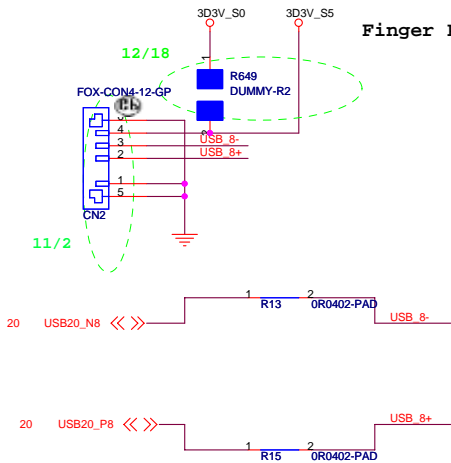 3D3V_S0 3D3V_S5
Finger
12/18
1
R649
DUMMY-R2
2
FOX-CON4-12-GP
4
3 USB_8-
2 USB_8+
1
5
CN2
11/2
20 USB20_N8 1 R13 2 0R0402-PAD USB_8-
20 USB20_P8 1 R15 2 0R0402-PAD USB_8+